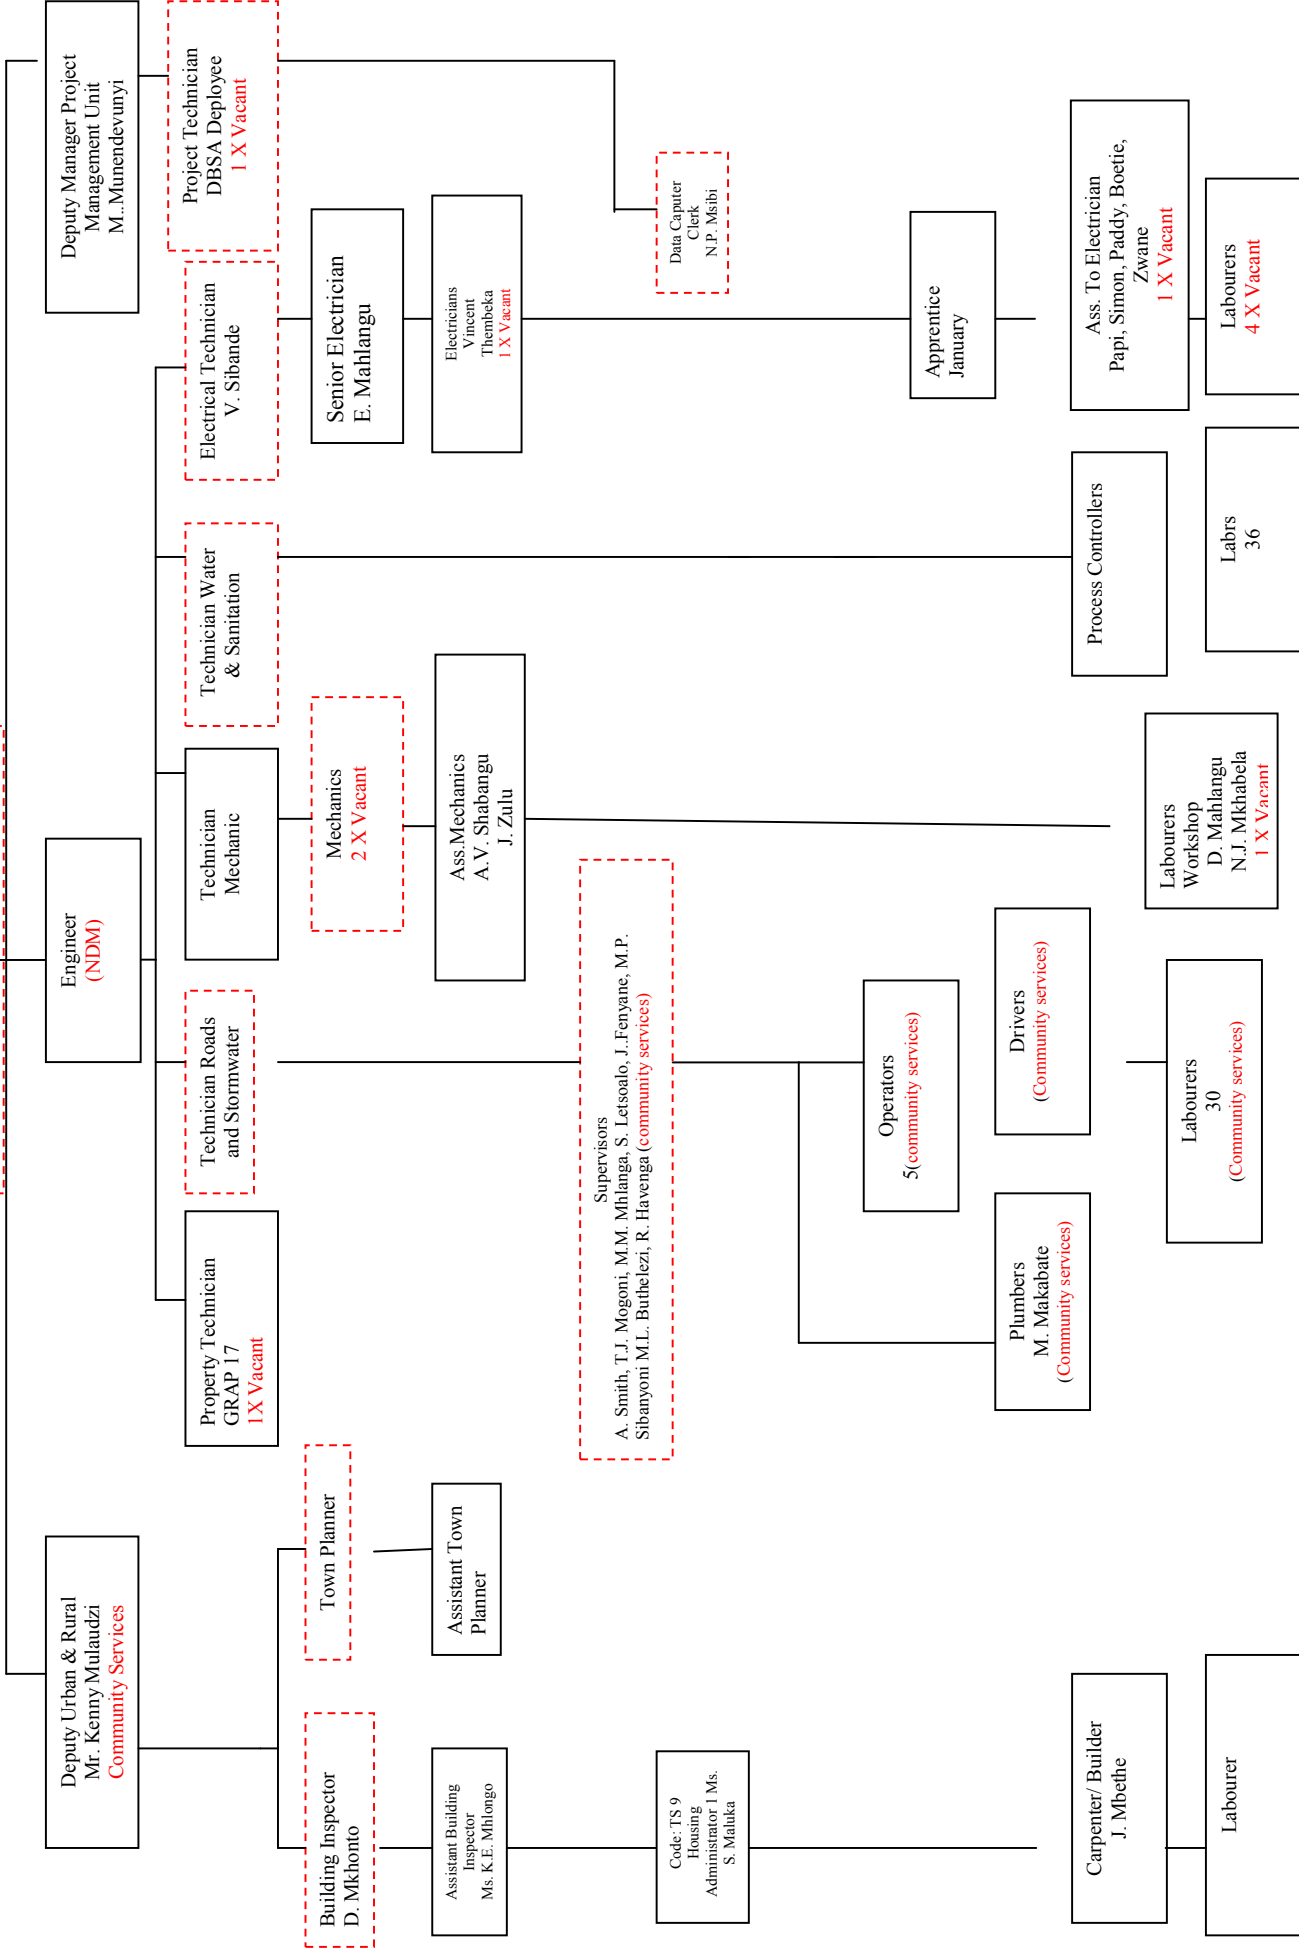 Deputy Urban & Rural
Mr. Kenny Mulaudzi
Community Services
Engineer
(NDM)
Deputy Manager Project
Management Unit
M..Munendevunyi
Property Technician
GRAP 17
1X Vacant
Technician Roads
and Stormwater
Technician
Mechanic
Technician Water
& Sanitation
Electrical Technician
V. Sibande
Project Technician
DBSA Deployee
1 X Vacant
Building Inspector
D. Mkhonto
Town Planner
Mechanics
2 X Vacant
Senior Electrician
E. Mahlangu
Assistant Building
Inspector
Ms. K.E. Mhlongo
Assistant Town
Planner
Ass.Mechanics
A.V. Shabangu
J. Zulu
Electricians
Vincent
Thembeka
1 X Vacant
Supervisors
A. Smith, T.J. Mogoni, M.M. Mhlanga, S. Letsoalo, J..Fenyane, M.P.
Sibanyoni M.L. Buthelezi, R. Havenga (community services)
Code: TS 9
Housing
Administrator 1 Ms.
S. Maluka
Data Caputer
Clerk
N.P. Msibi
Operators
5(community services)
Apprentice
January
Plumbers
M. Makabate
(Community services)
Drivers
(Community services)
Carpenter/ Builder
J. Mbethe
Process Controllers
Ass. To Electrician
Papi, Simon, Paddy, Boetie,
Zwane
1 X Vacant
Labourers
Workshop
D. Mahlangu
N.J. Mkhabela
1 X Vacant
Labourers
30
(Community services)
Labourer
Labrs
36
Labourers
4 X Vacant